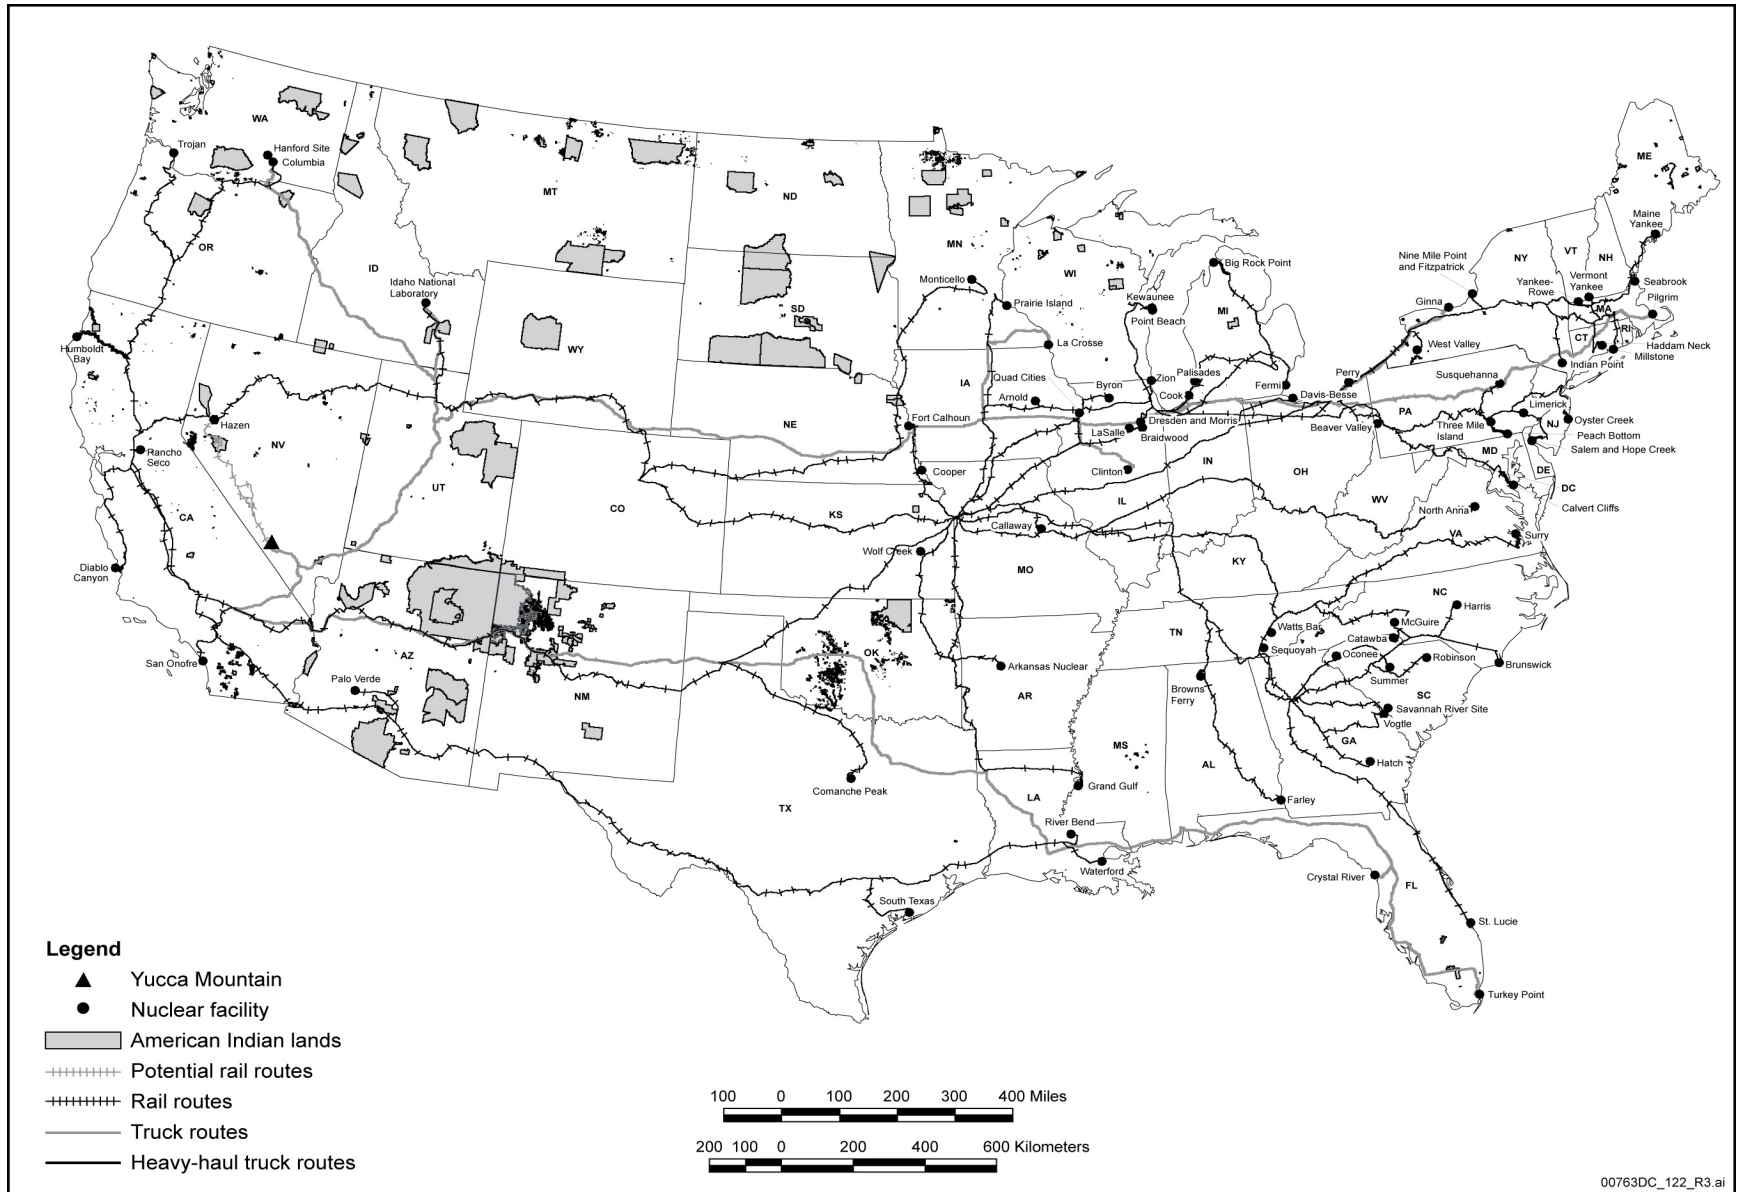 WA
Trojan
Hanford Site
Columbia
MT
ND
MN
OR
ID
Idaho National
Laboratory
Monticello
WI
Big Rock Point
Prairie Island
Kewaunee
Point Beach
MI
ME
Maine
Yankee
Nine Mile Point
and Fitzpatrick
NY
VT
NH
Yankee-
Rowe
Vermont
Yankee
Seabrook
Pilgrim
Ginna
MA
RI
CT
Haddam Neck
Millstone
West Valley
Indian Point
SD
WY
La Crosse
Humboldt
Bay
IA
Quad Cities
Arnold
Byron
Zion
Palisades
Cook
Fermi
Perry
Davis-Besse
Susquehanna
Limerick
PA
NJ
Oyster Creek
Three Mile
Island
Peach Bottom
Salem and Hope Creek
Beaver Valley
Hazen
NV
Rancho
Seco
NE
Fort Calhoun
LaSalle
Dresden and Morris
Braidwood
Clinton
Cooper
IN
OH
MD
DE
DC
Calvert Cliffs
UT
CO
KS
IL
WV
North Anna
VA
Surry
CA
Callaway
Wolf Creek
MO
KY
Diablo
Canyon
NC
Harris
Watts Bar
McGuire
Catawba
Sequoyah
Oconee
Robinson
Summer
Brunswick
San Onofre
AZ
Palo Verde
NM
OK
Arkansas Nuclear
AR
TN
Browns
Ferry
SC
Savannah River Site
Vogtle
GA
Hatch
MS
AL
Comanche Peak
TX
LA
Grand Gulf
Farley
River Bend
Waterford
Crystal River
FL
South Texas
St. Lucie
Turkey Point
Legend
Yucca Mountain
Nuclear facility
American Indian lands
Potential rail routes
Rail routes
Truck routes
Heavy-haul truck routes
100 0 100 200 300 400 Miles
200 100 0 200 400 600 Kilometers
00763DC_122_R3.ai